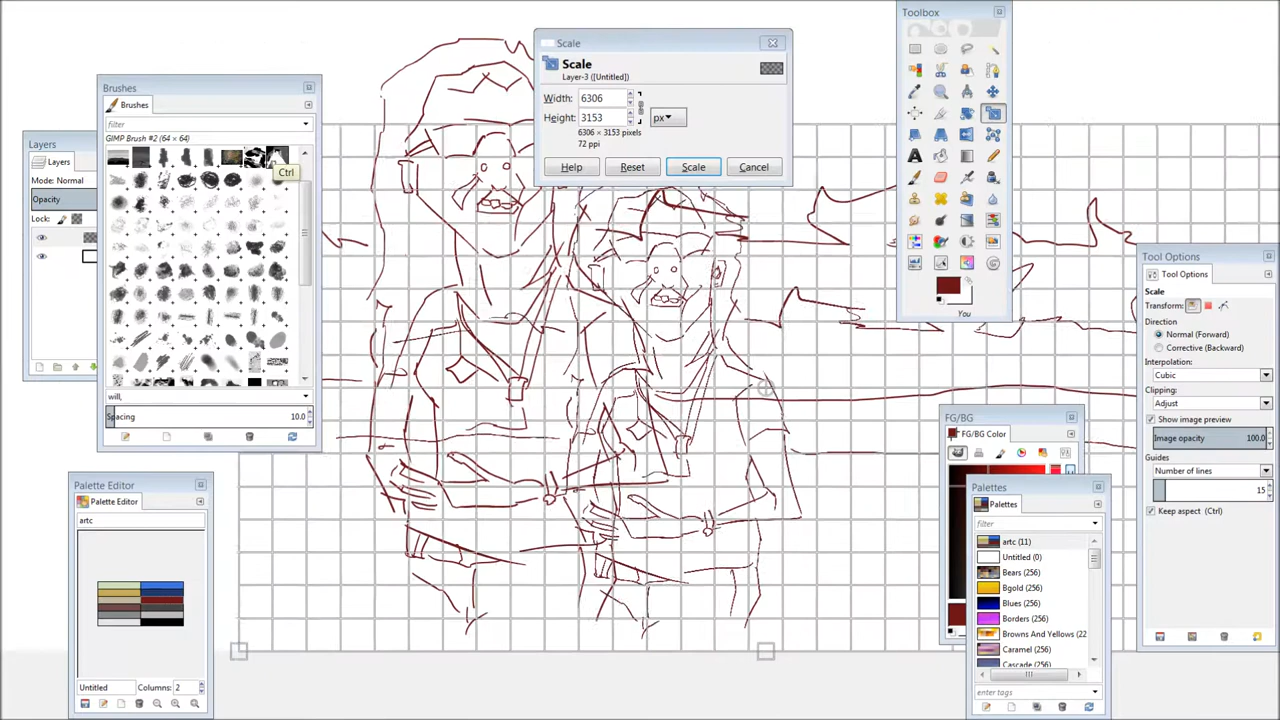 Layers
Layers
Mode: Normal
Opacity
Lock:
Brushes
Brushes
filter
GIMP Brush #2 (64 × 64)
Ctrl
will,
Spacing 10.0
Palette Editor
Palette Editor
artc
Untitled Columns: 2
Scale
Scale
Layer-3 ([Untitled])
Width: 6306
Height: 3153 px
6306 × 3153 pixels
72 ppi
Help Reset Scale Cancel
Toolbox
You
Tool Options
Tool Options
Scale
Transform:
Direction
Normal (Forward)
Corrective (Backward)
Interpolation:
Cubic
Clipping:
Adjust
Show image preview
Image opacity 100.0
Guides
Number of lines
15
Keep aspect (Ctrl)
FG/BG
FG/BG Color
Palettes
Palettes
filter
artc (11)
Untitled (0)
Bears (256)
Bgold (256)
Blues (256)
Borders (256)
Browns And Yellows (22
Caramel (256)
Cascade (256)
enter tags